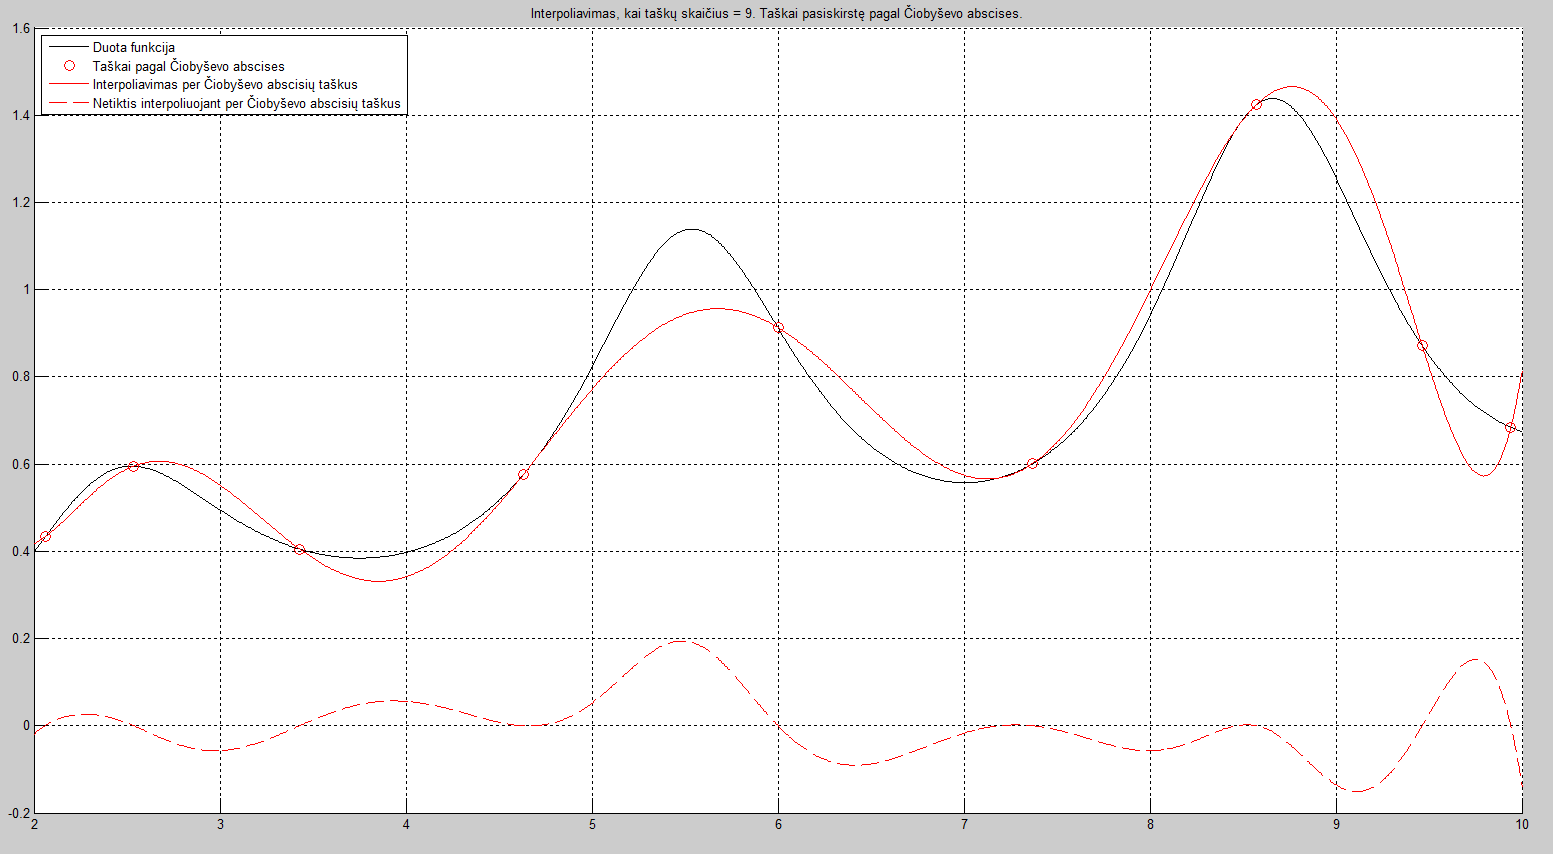 Interpoliavimas, kai taškų skaičius = 9. Taškai pasiskirstę pagal Čiobyševo abscises.
1.6
Duota funkcija
Taškai pagal Čiobyševo abscises
Interpoliavimas per Čiobyševo abscisių taškus
Netiktis interpoliuojant per Čiobyševo abscisių taškus
1.4
1.2
1
0.8
0.6
0.4
0.2
0
-0.2
2 3 4 5 6 7 8 9 10